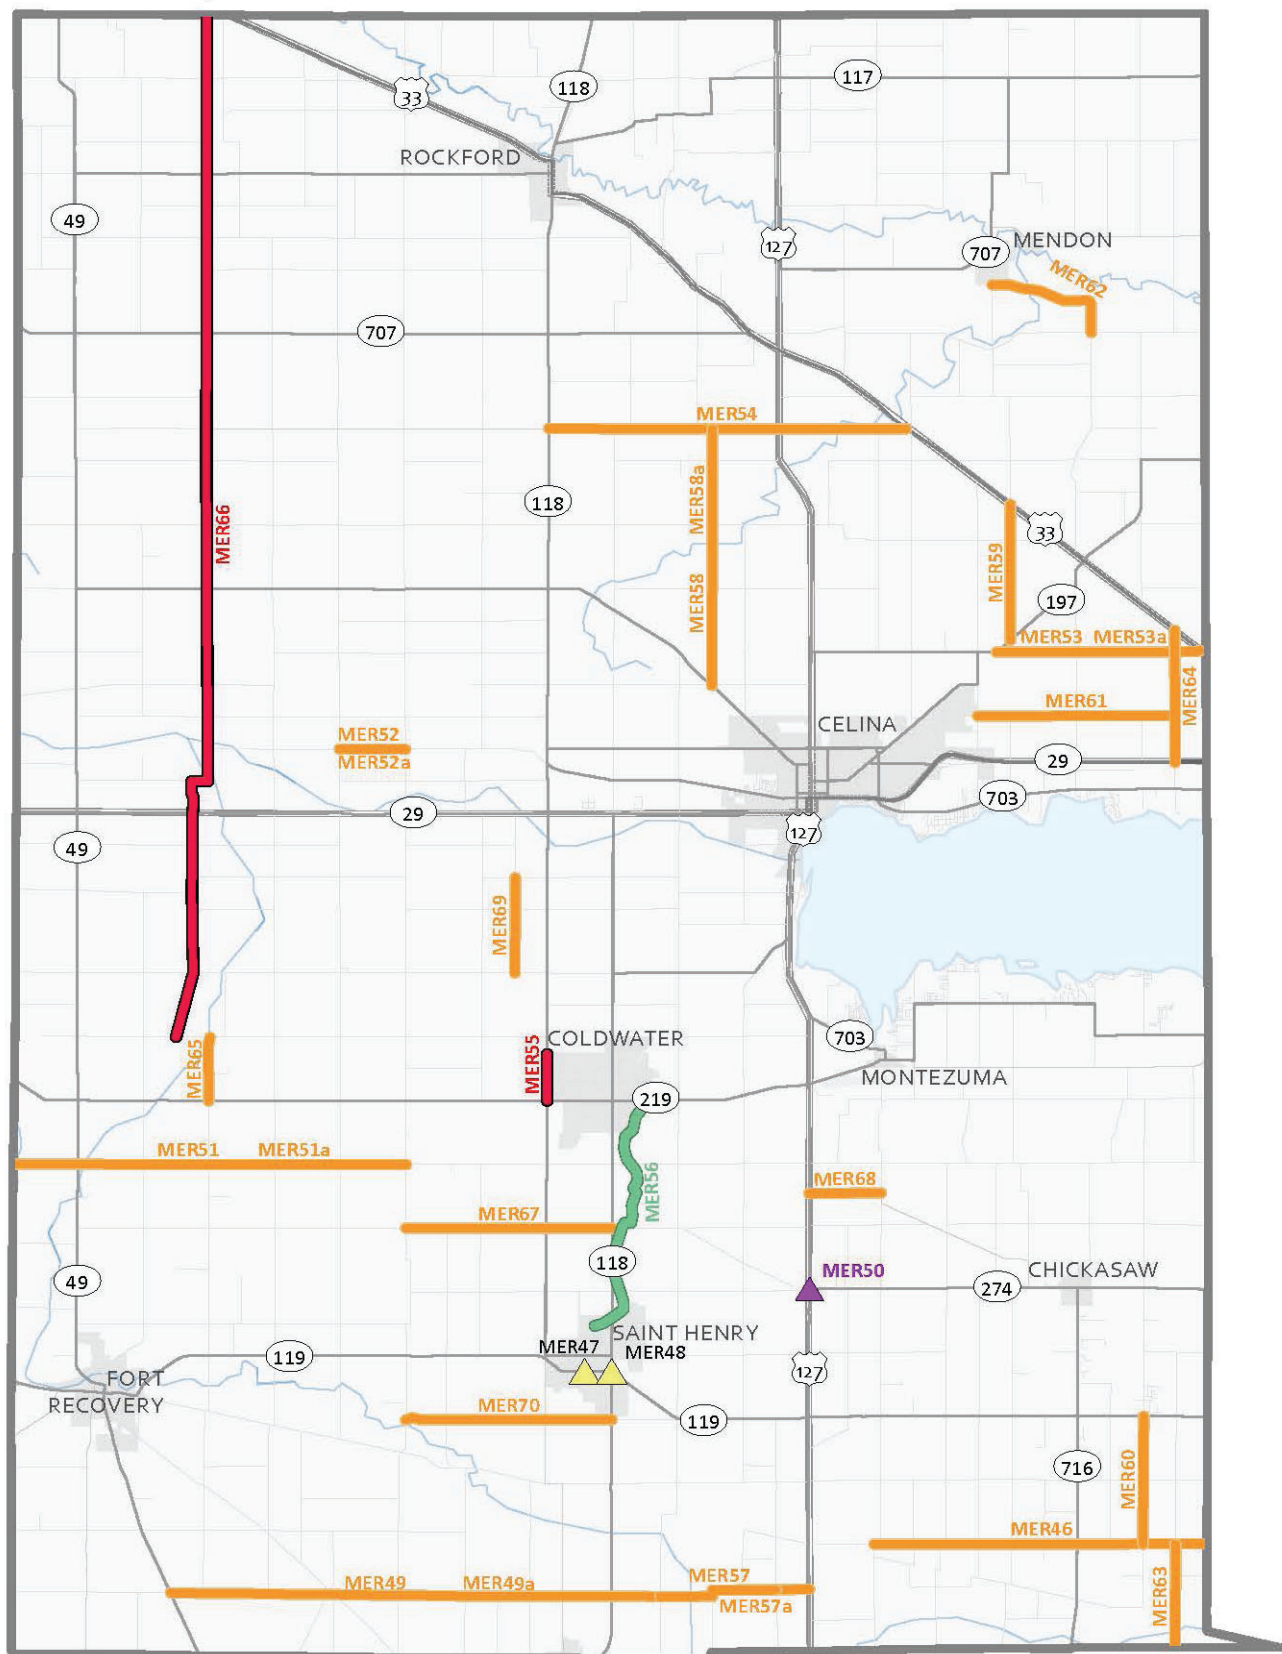 118
117
33
ROCKFORD
49
127
MENDON
707
MER62
707
MER54
MER58a
118
MER66
33
MER59
MER58
197
MER53 MER53a
MER64
MER61
CELINA
MER52
MER52a
29
703
29
127
49
MER69
COLDWATER
703
MER65
MER55
MONTEZUMA
219
MER51 MER51a
MER56
MER68
MER67
118
49
MER50
CHICKASAW
274
SAINT HENRY
MER47
MER48
119
127
FORT
RECOVERY
MER70
119
716
MER60
MER46
MER49 MER49a
MER57
MER57a
MER63